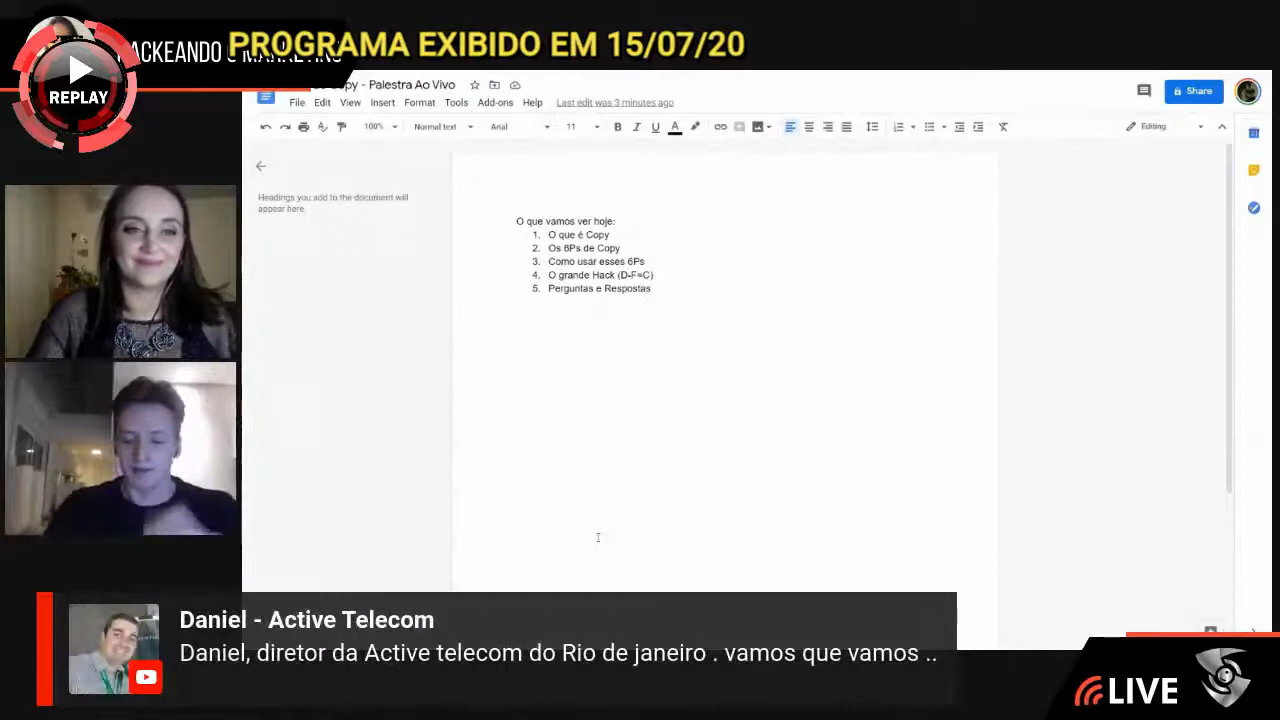 PROGRAMA EXIBIDO EM 15/07/20
REPLAY
opy - Palestra Ao Vivo
Share
File Edit View Insert Format Tools Add-ons Help Last edit was 3 minutes ago
100% Normal text Arial 11 B I U A Editing
Headings you add to the document will
appear here.
O que vamos ver hoje:
1. O que é Copy
2. Os 6Ps de Copy
3. Como usar esses 6Ps
4. O grande Hack (D-F=C)
5. Perguntas e Respostas
Daniel - Active Telecom
Daniel, diretor da Active telecom do Rio de janeiro . vamos que vamos ..
LIVE